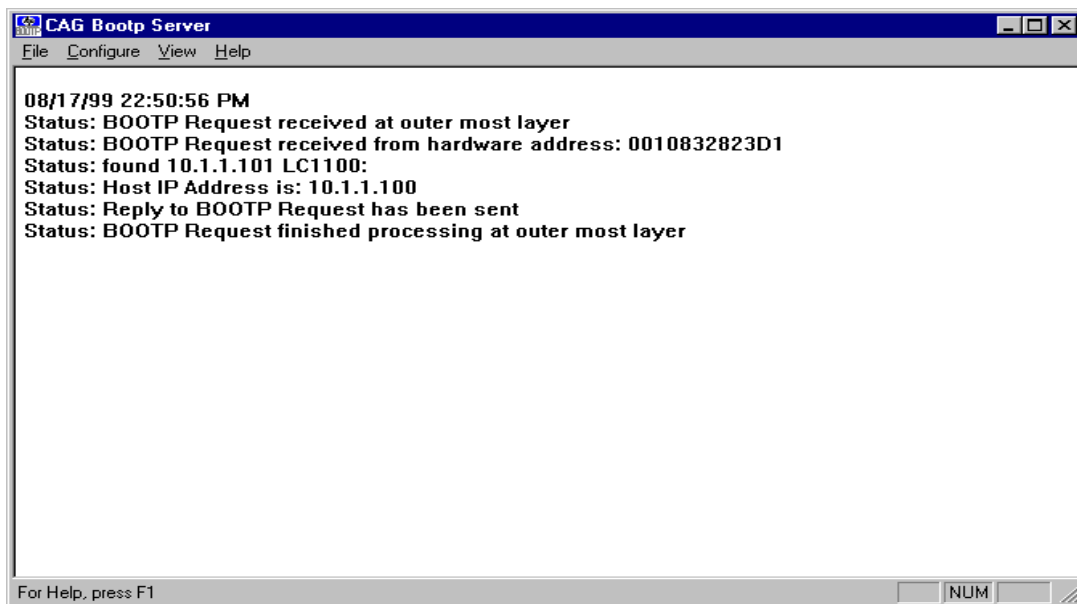 CAG Bootp Server
File Configure View Help
08/17/99 22:50:56 PM
Status: BOOTP Request received at outer most layer
Status: BOOTP Request received from hardware address: 0010832823D1
Status: found 10.1.1.101 LC1100:
Status: Host IP Address is: 10.1.1.100
Status: Reply to BOOTP Request has been sent
Status: BOOTP Request finished processing at outer most layer
For Help, press F1
NUM